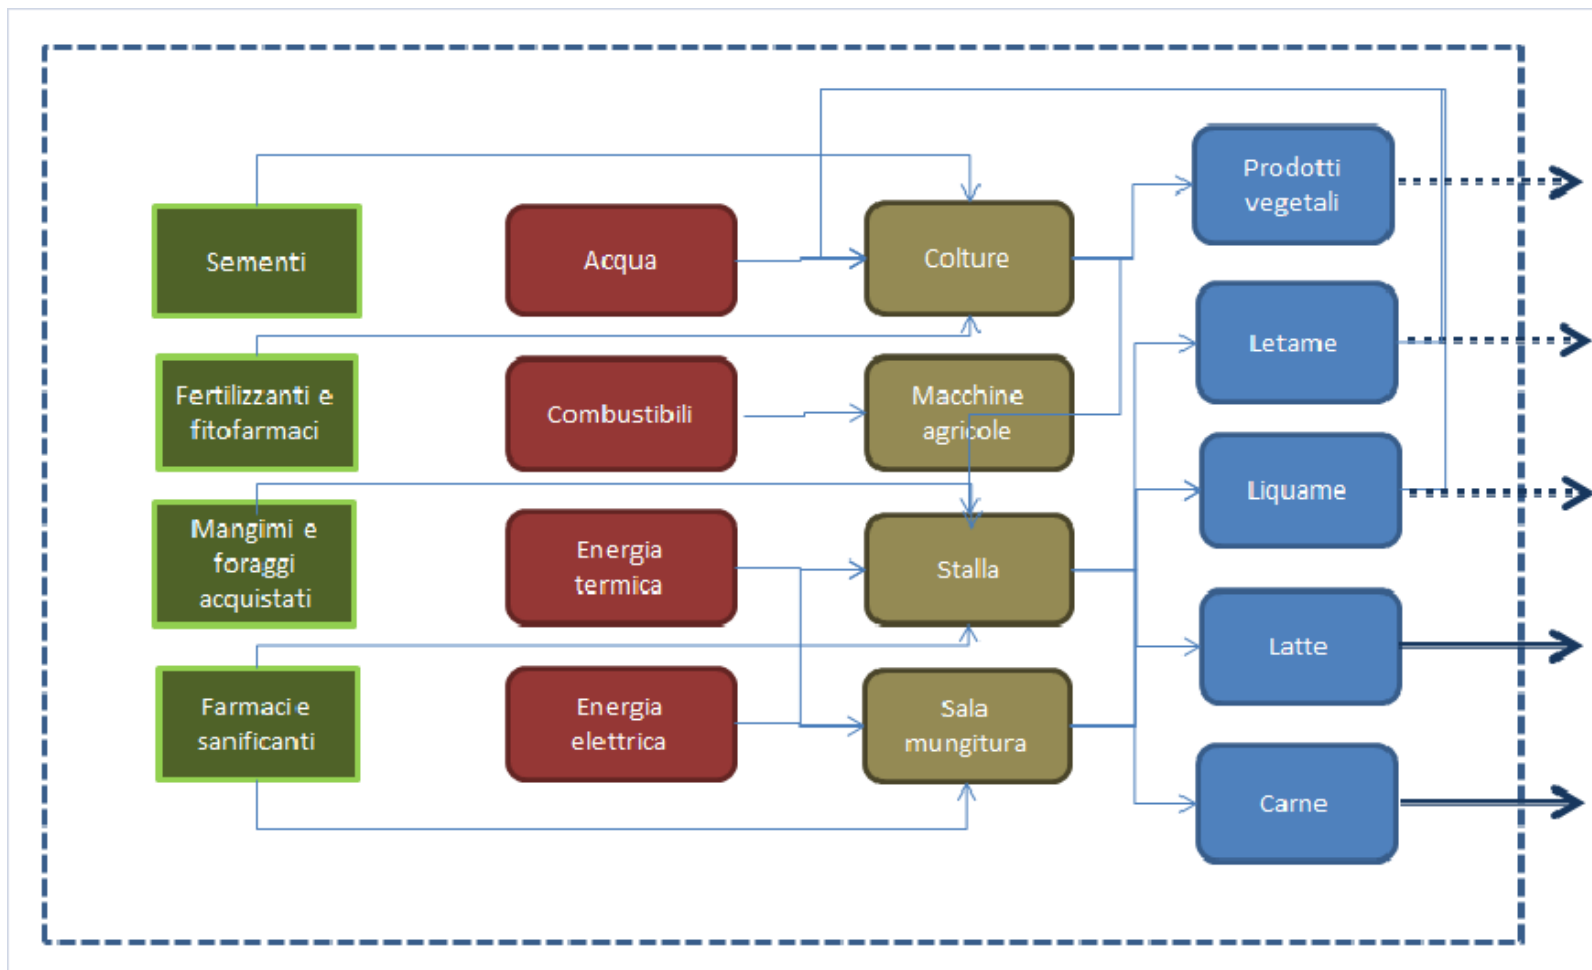 Sementi
Acqua
Colture
Prodotti
vegetali
Fertilizzanti e
fitofarmaci
Combustibili
Macchine
agricole
Letame
Mangimi e
foraggi
acquistati
Energia
termica
Stalla
Liquame
Farmaci e
sanificanti
Energia
elettrica
Sala
mungitura
Latte
Carne